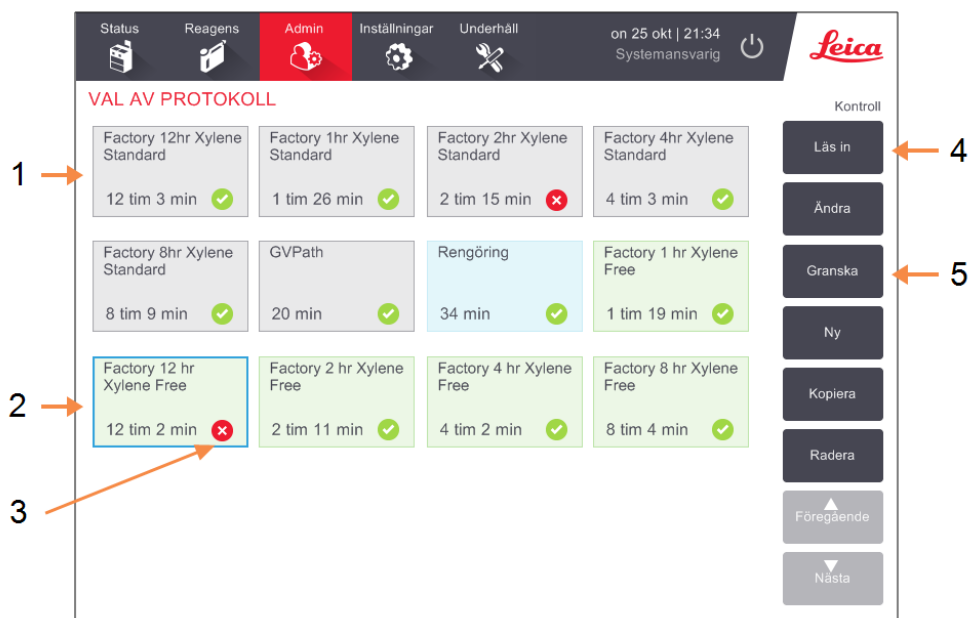 Status Reagens Admin Inställningar Underhåll
on 25 okt | 21:34
Systemansvarig
Leica
VAL AV PROTOKOLL
Kontroll
Factory 12hr Xylene
Standard
12 tim 3 min
Factory 1hr Xylene
Standard
1 tim 26 min
Factory 2hr Xylene
Standard
2 tim 15 min
Factory 4hr Xylene
Standard
4 tim 3 min
Factory 8hr Xylene
Standard
8 tim 9 min
GVPath
20 min
Rengöring
34 min
Factory 1 hr Xylene
Free
1 tim 19 min
Factory 12 hr
Xylene Free
12 tim 2 min
Factory 2 hr Xylene
Free
2 tim 11 min
Factory 4 hr Xylene
Free
4 tim 2 min
Factory 8 hr Xylene
Free
8 tim 4 min
Läs in
Ändra
Granska
Ny
Kopiera
Radera
Föregående
Nästa
1
2
3
4
5